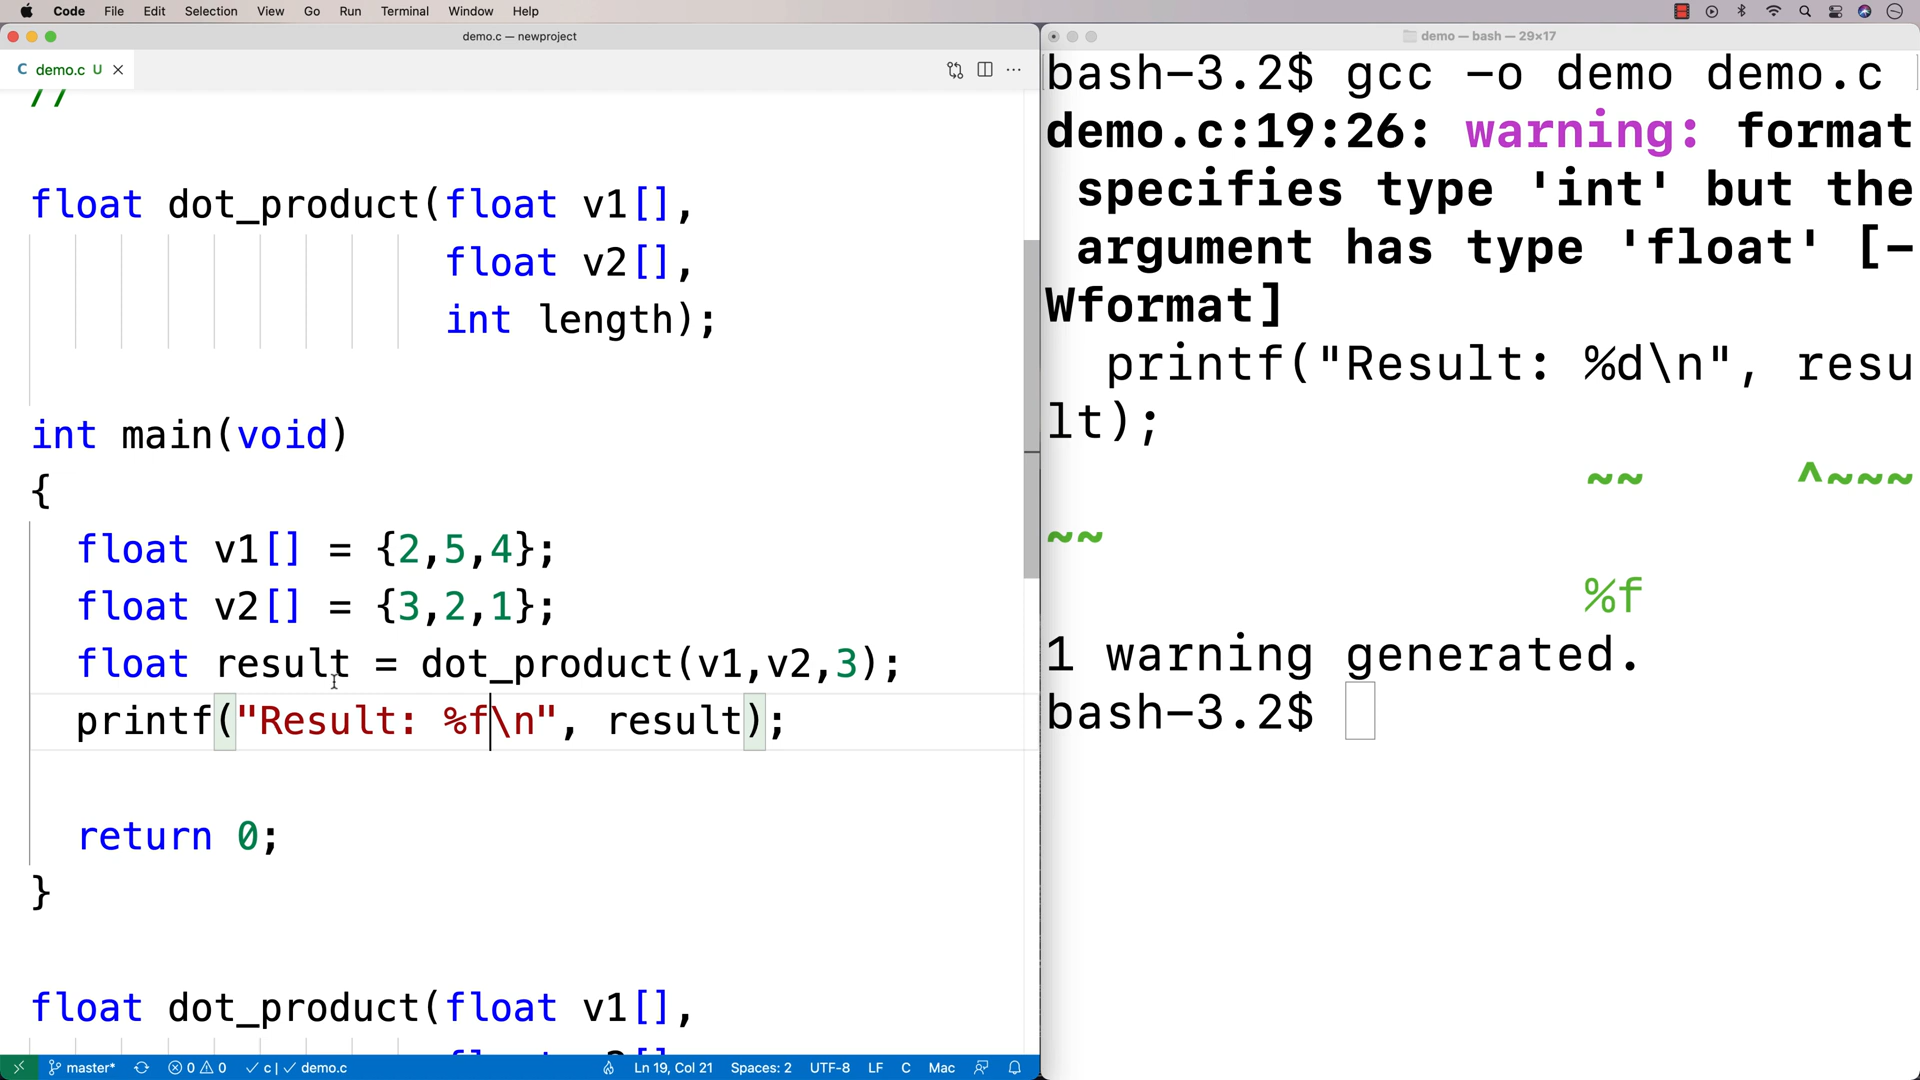 Code File Edit Selection View Go Run Terminal Window Help
demo.c — newproject
C demo.c U
//
float dot_product(float v1[],
float v2[],
int length);
int main(void)
{
float v1[] = {2,5,4};
float v2[] = {3,2,1};
float result = dot_product(v1,v2,3);
printf("Result: %f\n", result);
return 0;
}
float dot_product(float v1[],
master* 0 0 c | demo.c Ln 19, Col 21 Spaces: 2 UTF-8 LF C Mac
demo — bash — 29×17
bash-3.2$ gcc -o demo demo.c
demo.c:19:26: warning: format
specifies type 'int' but the
argument has type 'float' [-
Wformat]
printf("Result: %d\n", resu
lt);
~~ ^~~~
~~
%f
1 warning generated.
bash-3.2$